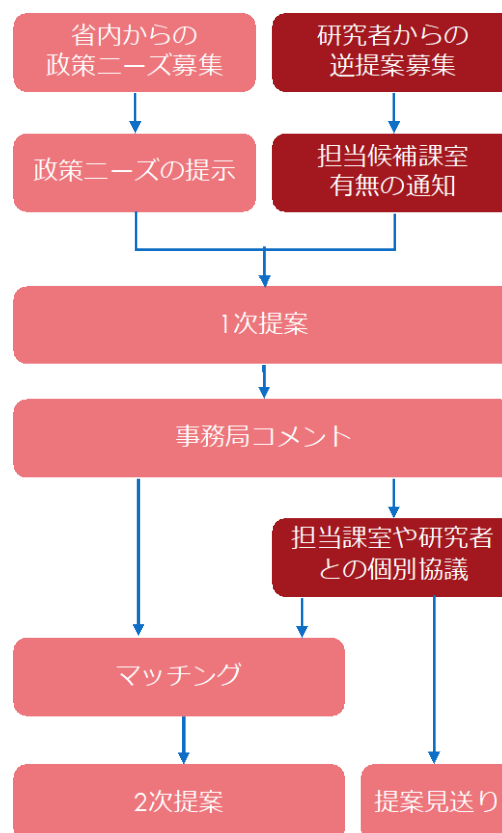 省内からの
政策ニーズ募集
研究者からの
逆提案募集
政策ニーズの提示
担当候補課室
有無の通知
1次提案
事務局コメント
担当課室や研究者
との個別協議
マッチング
2次提案
提案見送り